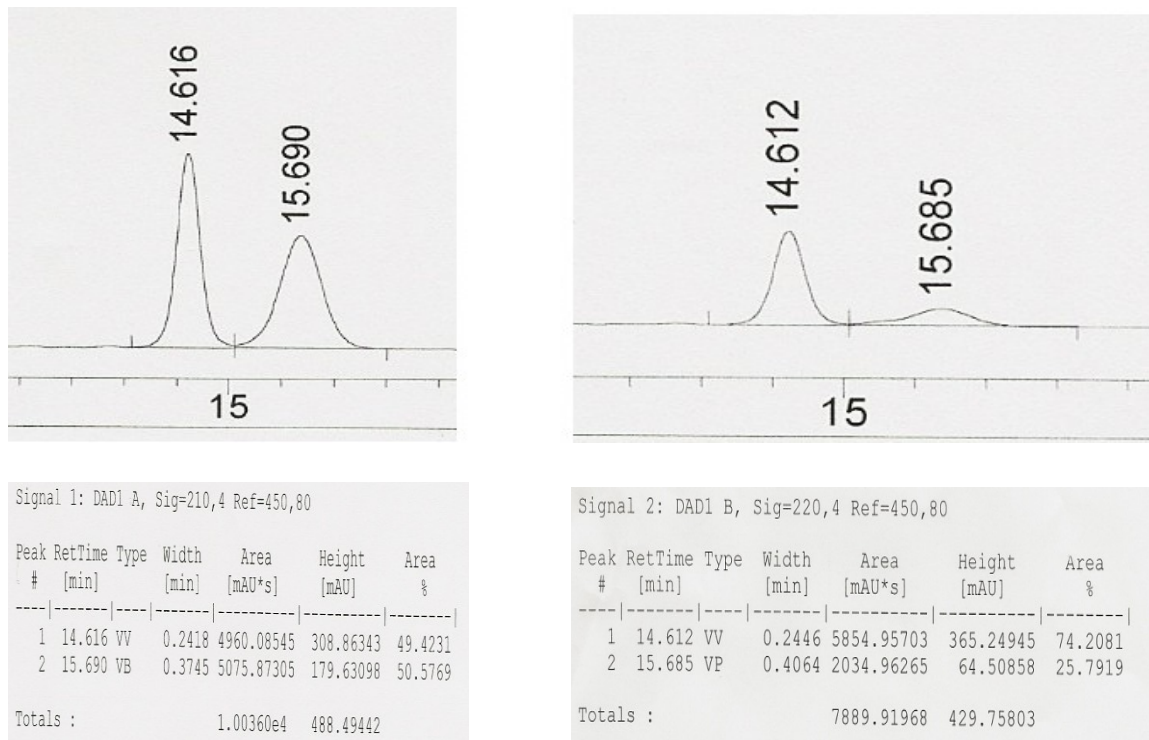 14.616
15.690
15
Signal 1: DAD1 A, Sig=210,4 Ref=450,80
Peak RetTime Type Width Area Height Area
# [min] [min] [mAU*s] [mAU] %
----|-------|----|-------|----------|----------|--------|
1 14.616 VV 0.2418 4960.08545 308.86343 49.4231
2 15.690 VB 0.3745 5075.87305 179.63098 50.5769
Totals : 1.00360e4 488.49442
14.612
15.685
15
Signal 2: DAD1 B, Sig=220,4 Ref=450,80
Peak RetTime Type Width Area Height Area
# [min] [min] [mAU*s] [mAU] %
----|-------|----|-------|----------|----------|--------|
1 14.612 VV 0.2446 5854.95703 365.24945 74.2081
2 15.685 VP 0.4064 2034.96265 64.50858 25.7919
Totals : 7889.91968 429.75803